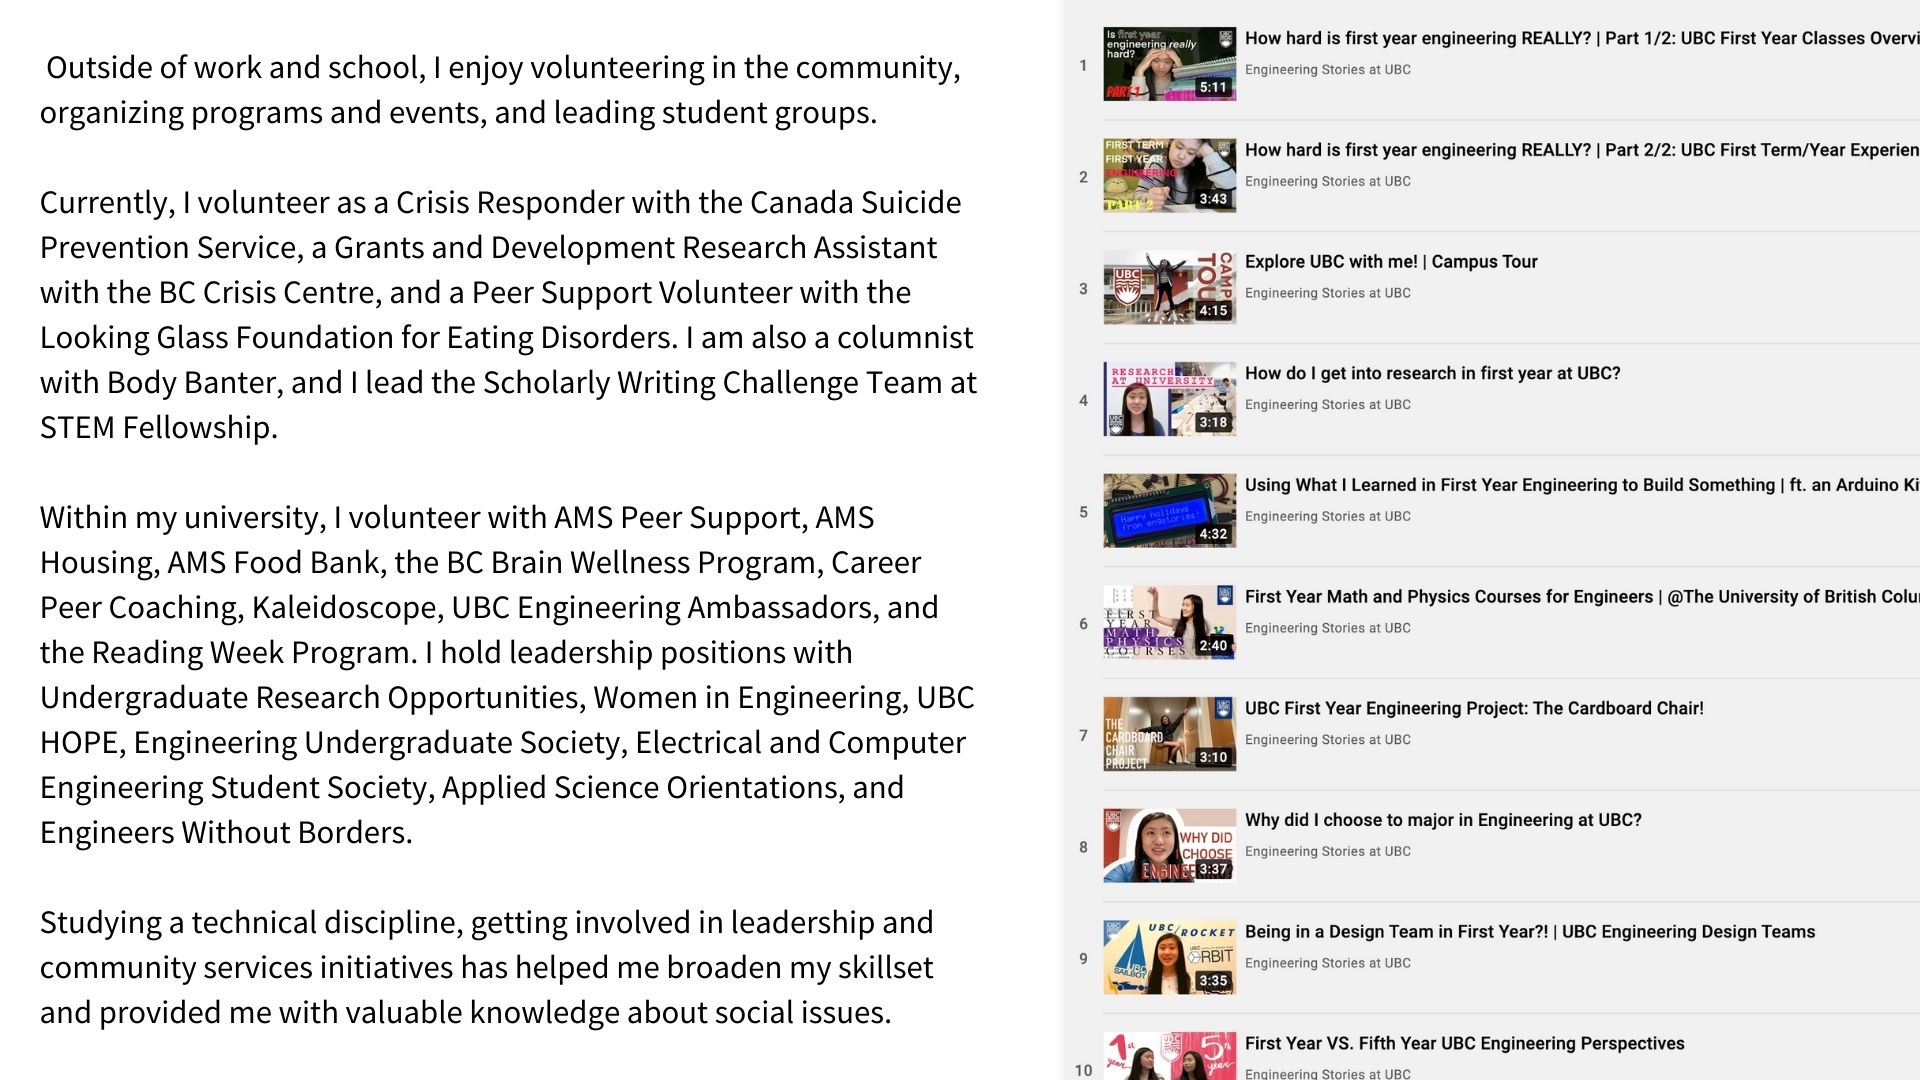 Outside of work and school, I enjoy volunteering in the community,
organizing programs and events, and leading student groups.
Currently, I volunteer as a Crisis Responder with the Canada Suicide
Prevention Service, a Grants and Development Research Assistant
with the BC Crisis Centre, and a Peer Support Volunteer with the
Looking Glass Foundation for Eating Disorders. I am also a columnist
with Body Banter, and I lead the Scholarly Writing Challenge Team at
STEM Fellowship.
Within my university, I volunteer with AMS Peer Support, AMS
Housing, AMS Food Bank, the BC Brain Wellness Program, Career
Peer Coaching, Kaleidoscope, UBC Engineering Ambassadors, and
the Reading Week Program. I hold leadership positions with
Undergraduate Research Opportunities, Women in Engineering, UBC
HOPE, Engineering Undergraduate Society, Electrical and Computer
Engineering Student Society, Applied Science Orientations, and
Engineers Without Borders.
Studying a technical discipline, getting involved in leadership and
community services initiatives has helped me broaden my skillset
and provided me with valuable knowledge about social issues.
1
Is first year
engineering really
hard?
PART 1
5:11
How hard is first year engineering REALLY? | Part 1/2: UBC First Year Classes Overvi
Engineering Stories at UBC
2
FIRST TERM
FIRST YEAR
ENGINEERING
PART 2
3:43
How hard is first year engineering REALLY? | Part 2/2: UBC First Term/Year Experien
Engineering Stories at UBC
3
UBC
CAMP
TOU
4:15
Explore UBC with me! | Campus Tour
Engineering Stories at UBC
4
RESEARCH
AT UNIVERSITY
3:18
How do I get into research in first year at UBC?
Engineering Stories at UBC
5
Happy holidays
from engstories!
4:32
Using What I Learned in First Year Engineering to Build Something | ft. an Arduino Ki
Engineering Stories at UBC
6
FIRST
YEAR
MATH
PHYSICS
COURSES
2:40
First Year Math and Physics Courses for Engineers | @The University of British Colu
Engineering Stories at UBC
7
THE
CARDBOARD
CHAIR
PROJECT
3:10
UBC First Year Engineering Project: The Cardboard Chair!
Engineering Stories at UBC
8
WHY DID
I CHOOSE
3:37
Why did I choose to major in Engineering at UBC?
Engineering Stories at UBC
9
UBC ROCKET
UBC
SAILBOT
ORBIT
3:35
Being in a Design Team in First Year?! | UBC Engineering Design Teams
Engineering Stories at UBC
10
1st
year
5th
year
First Year VS. Fifth Year UBC Engineering Perspectives
Engineering Stories at UBC